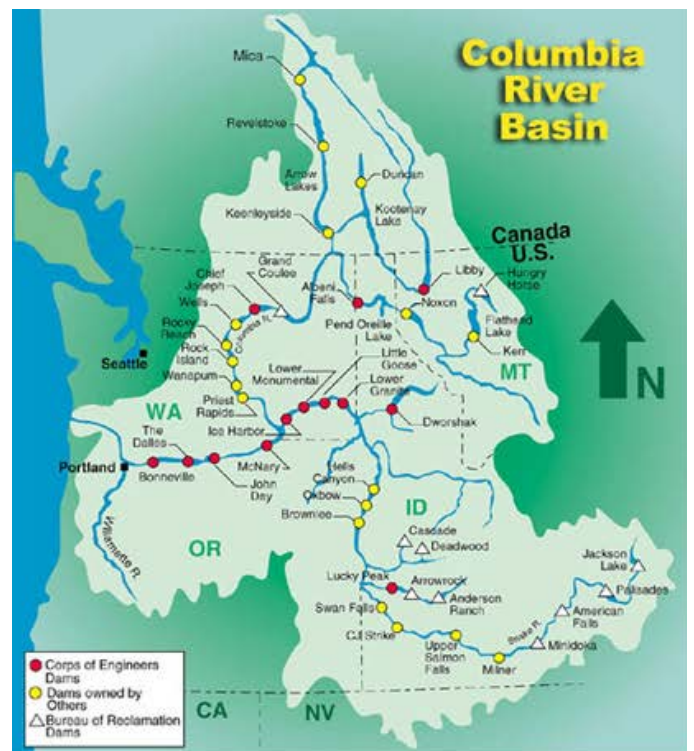 Columbia
River
Basin
Mica
Revelstoke
Arrow
Lakes
Duncan
Kootenay
Lake
Keenleyside
Canada
U.S.
Grand
Coulee
Chief
Joseph
Albeni
Falls
Libby
Hungry
Horse
Wells
Columbia R.
Noxon
Flathead
Lake
Rocky
Reach
Pend Oreille
Lake
Kerr
Rock
Island
Seattle
Wanapum
Lower
Monumental
Little
Goose
Lower
Granite
MT
N
WA
Priest
Rapids
Ice Harbor
Dworshak
The
Dalles
Portland
Bonneville
McNary
John
Day
Hells
Canyon
Oxbow
Brownlee
ID
Willamette R.
OR
Cascade
Deadwood
Jackson
Lake
Lucky Peak
Arrowrock
Anderson
Ranch
Palisades
American
Falls
Swan Falls
CJ Strike
Snake R.
Upper
Salmon
Falls
Minidoka
Milner
Corps of Engineers
Dams
Dams owned by
Others
Bureau of Reclamation
Dams
CA
NV